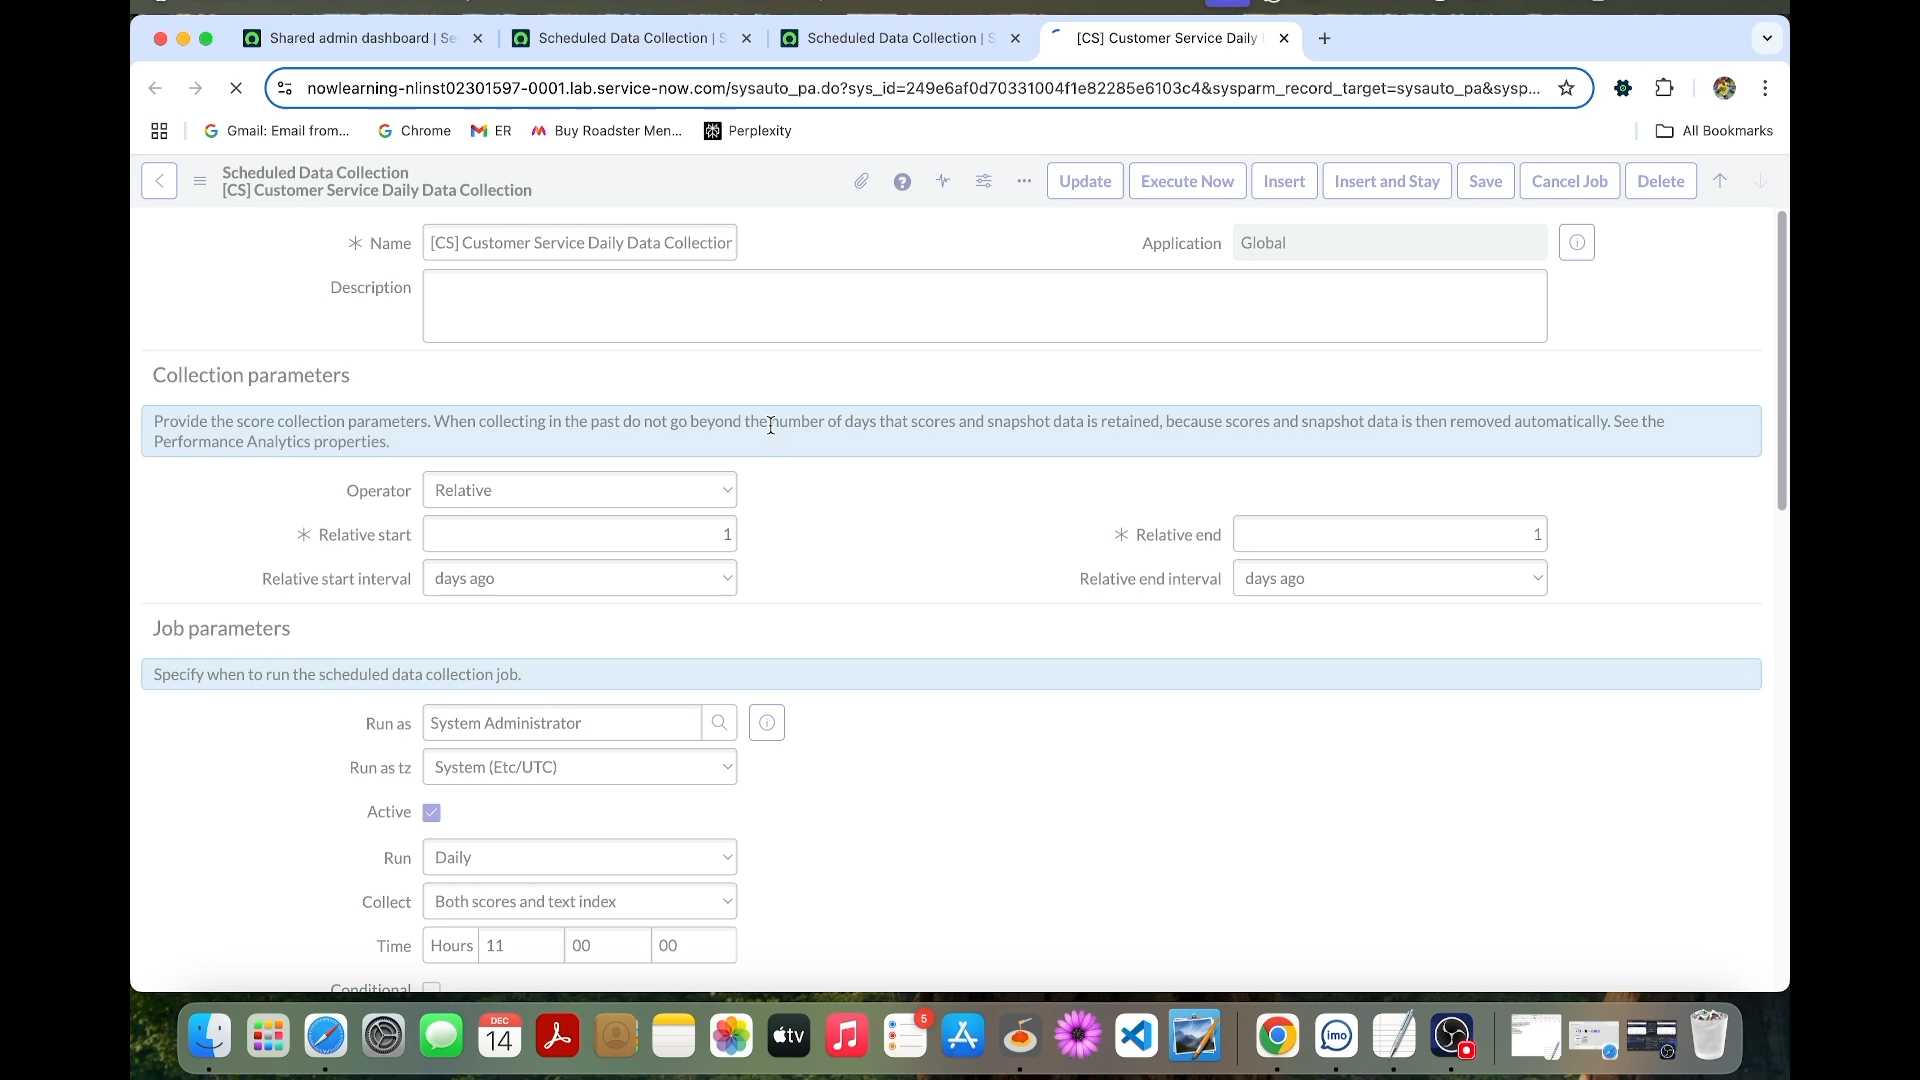 Shared admin dashboard | Se
Scheduled Data Collection | S
Scheduled Data Collection | S
[CS] Customer Service Daily
nowlearning-nlinst02301597-0001.lab.service-now.com/sysauto_pa.do?sys_id=249e6af0d70331004f1e82285e6103c4&sysparm_record_target=sysauto_pa&sysp...
Gmail: Email from...
Chrome
ER
Buy Roadster Men...
Perplexity
All Bookmarks
Scheduled Data Collection
[CS] Customer Service Daily Data Collection
Update
Execute Now
Insert
Insert and Stay
Save
Cancel Job
Delete
Name
[CS] Customer Service Daily Data Collection
Application
Global
Description
Collection parameters
Provide the score collection parameters. When collecting in the past do not go beyond the number of days that scores and snapshot data is retained, because scores and snapshot data is then removed automatically. See the
Performance Analytics properties.
Operator
Relative
Relative start
1
Relative end
1
Relative start interval
days ago
Relative end interval
days ago
Job parameters
Specify when to run the scheduled data collection job.
Run as
System Administrator
Run as tz
System (Etc/UTC)
Active
Run
Daily
Collect
Both scores and text index
Time
Hours 11 00 00
Conditional
DEC
14
tv
5
imo